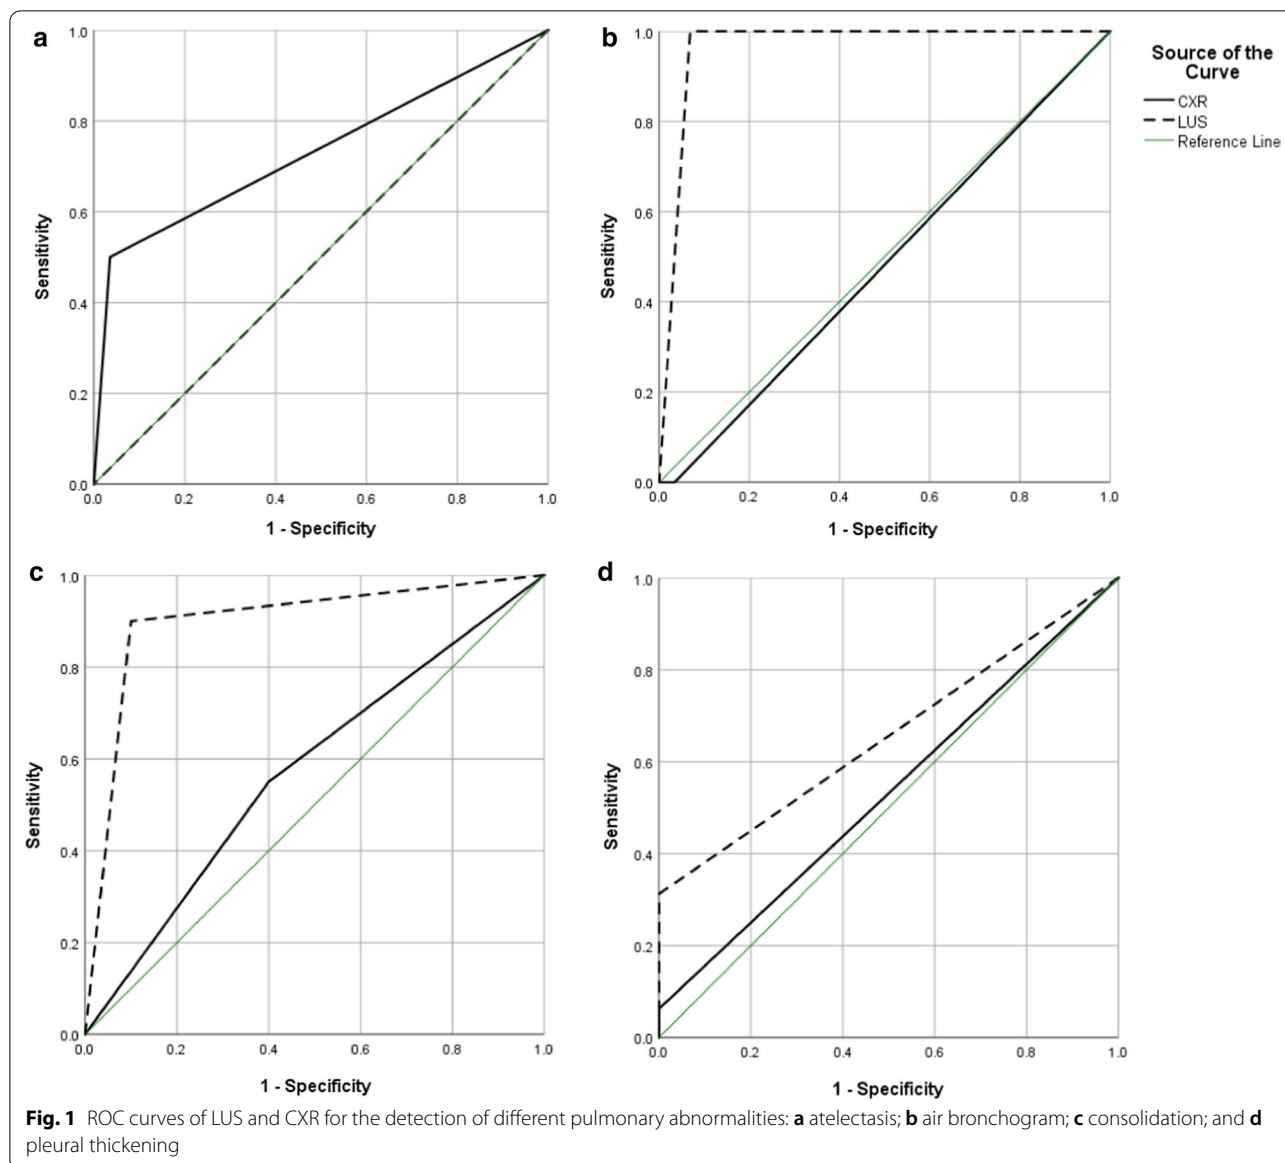 a
1.0
0.8
0.6
0.4
0.2
0.0
Sensitivity
0.0 0.2 0.4 0.6 0.8 1.0
1 - Specificity
b
1.0
0.8
0.6
0.4
0.2
0.0
Sensitivity
0.0 0.2 0.4 0.6 0.8 1.0
1 - Specificity
Source of the
Curve
CXR
LUS
Reference Line
c
1.0
0.8
0.6
0.4
0.2
0.0
Sensitivity
0.0 0.2 0.4 0.6 0.8 1.0
1 - Specificity
d
1.0
0.8
0.6
0.4
0.2
0.0
Sensitivity
0.0 0.2 0.4 0.6 0.8 1.0
1 - Specificity
Fig. 1 ROC curves of LUS and CXR for the detection of different pulmonary abnormalities: a atelectasis; b air bronchogram; c consolidation; and d
pleural thickening